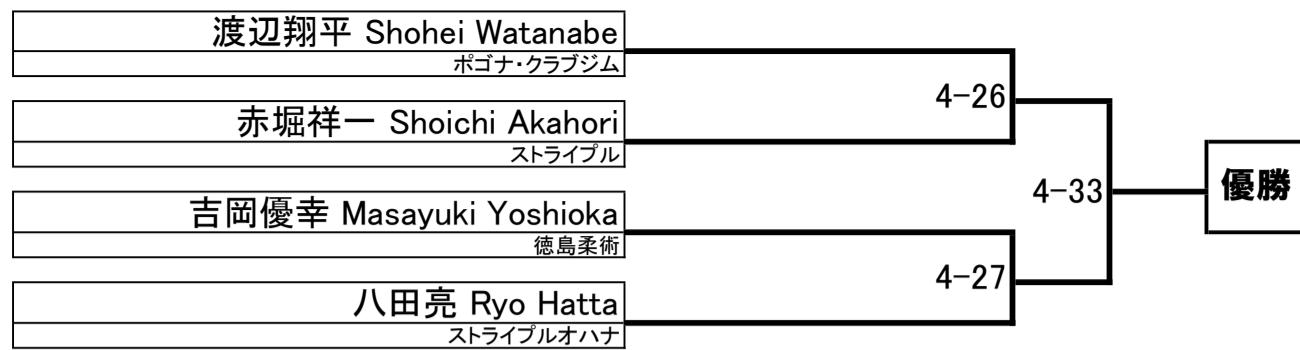 渡辺翔平 Shohei Watanabe
ポゴナ・クラブジム
4-26
赤堀祥一 Shoichi Akahori
ストライプル
4-33
優勝
吉岡優幸 Masayuki Yoshioka
徳島柔術
4-27
八田亮 Ryo Hatta
ストライプルオハナ